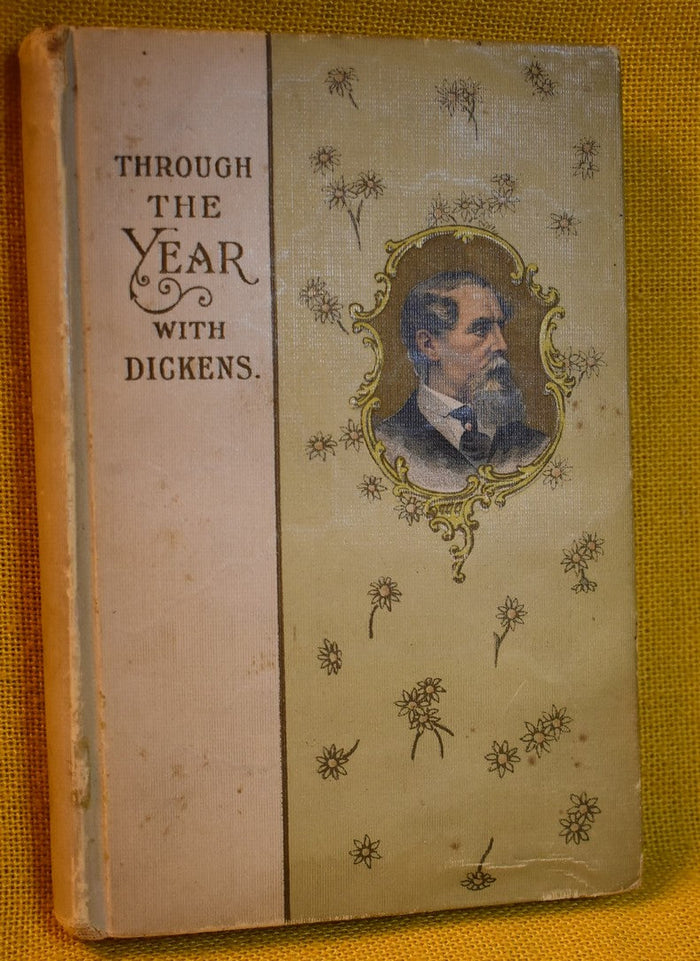 THROUGH
THE
YEAR
WITH
DICKENS.